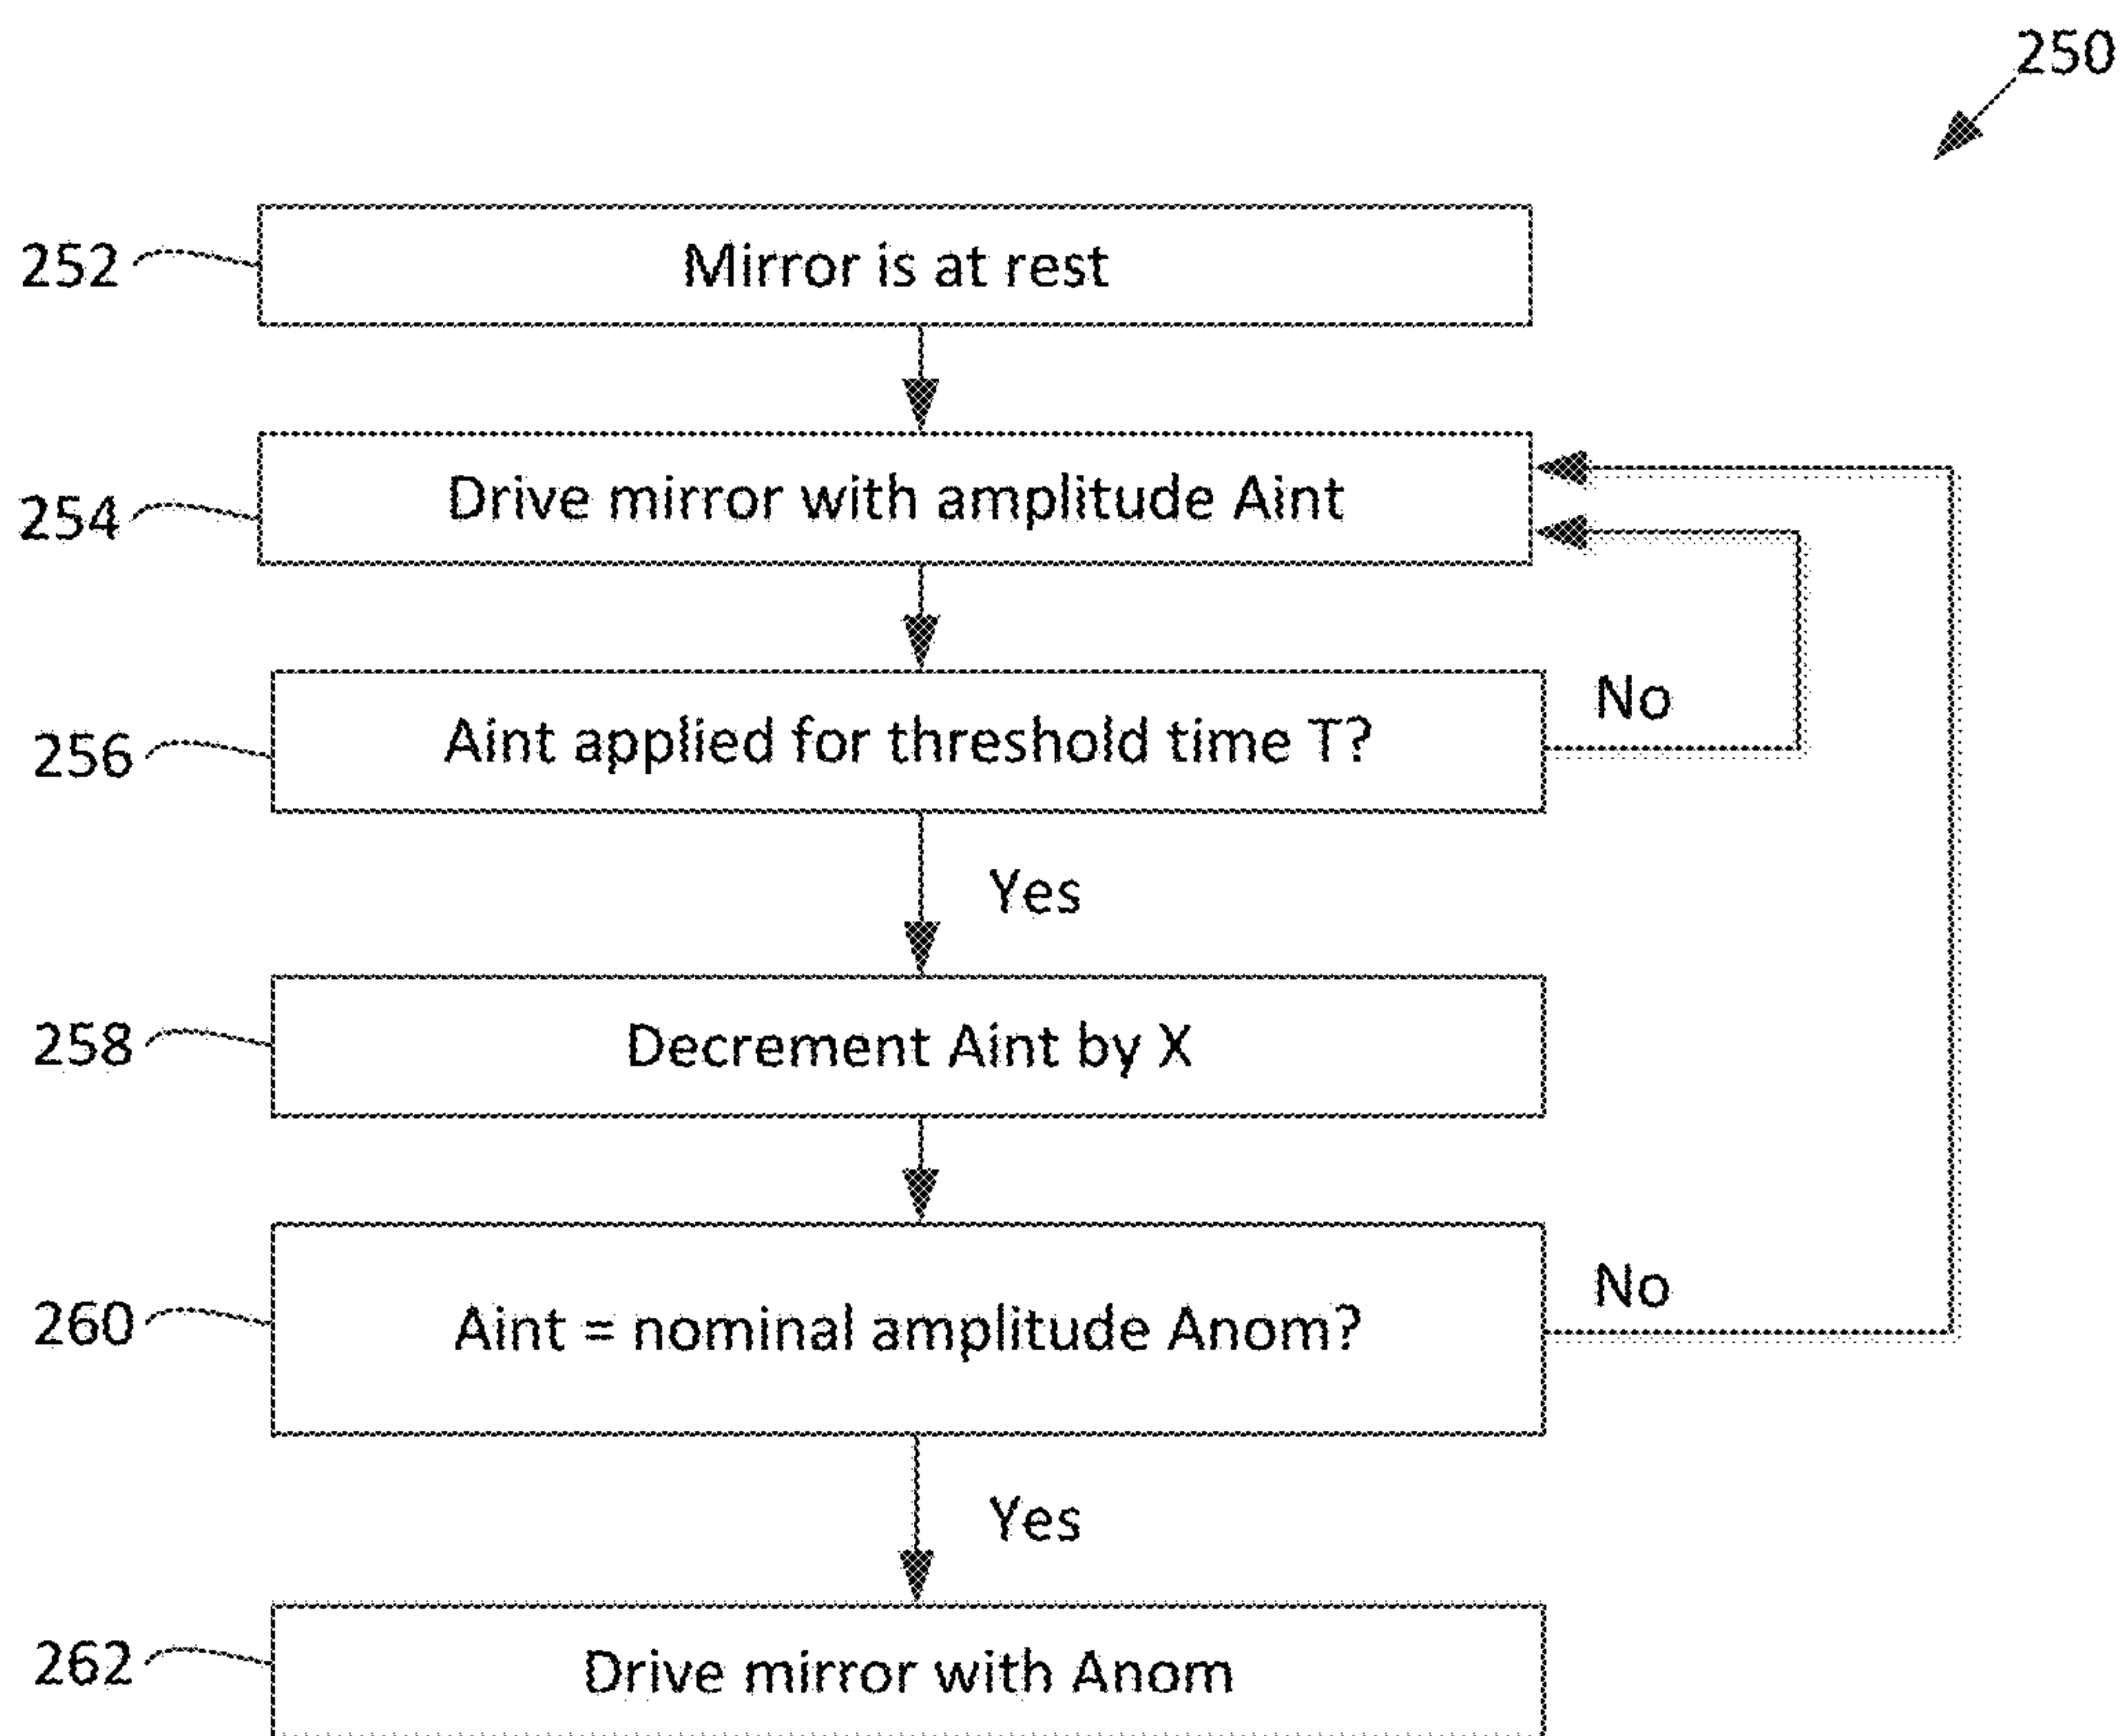 250
252
Mirror is at rest
254
Drive mirror with amplitude Aint
256
Aint applied for threshold time T?
No
Yes
258
Decrement Aint by X
260
Aint = nominal amplitude Anom?
No
Yes
262
Drive mirror with Anom